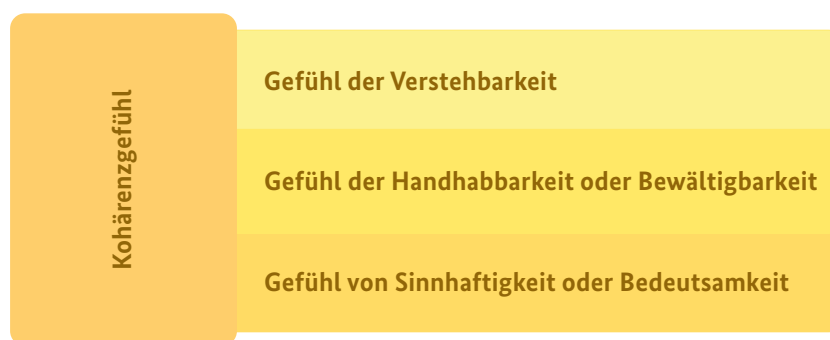 Kohärenzgefühl
Gefühl der Verstehbarkeit
Gefühl der Handhabbarkeit oder Bewältigbarkeit
Gefühl von Sinnhaftigkeit oder Bedeutsamkeit